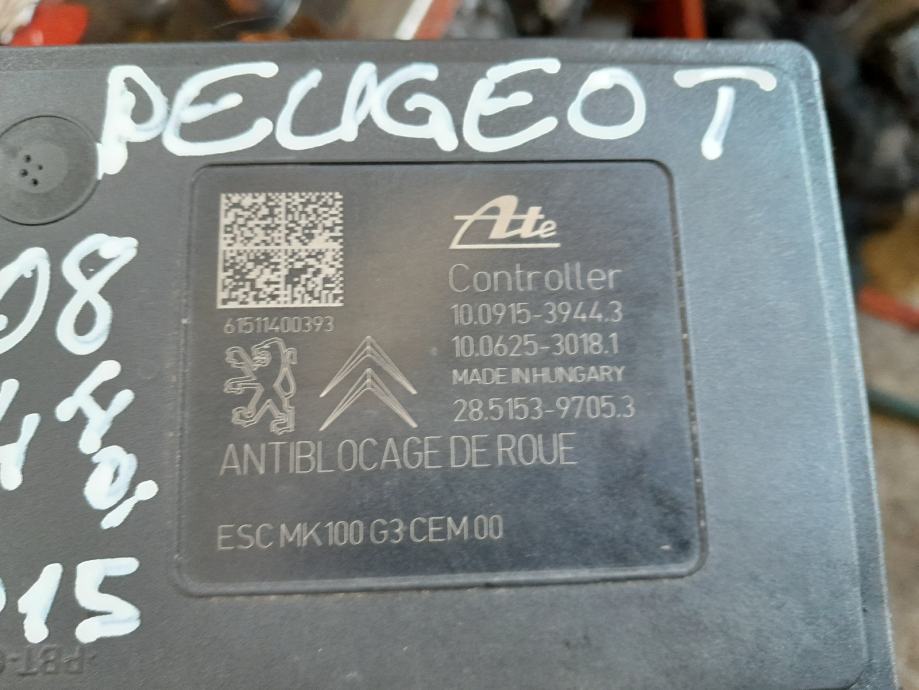 PEUGEOT
Ate
Controller
61511400393
10.0915-3944.3
10.0625-3018.1
MADE IN HUNGARY
28.5153-9705.3
ANTIBLOCAGE DE ROUE
ESC MK100 G3 CEM 00
08
15